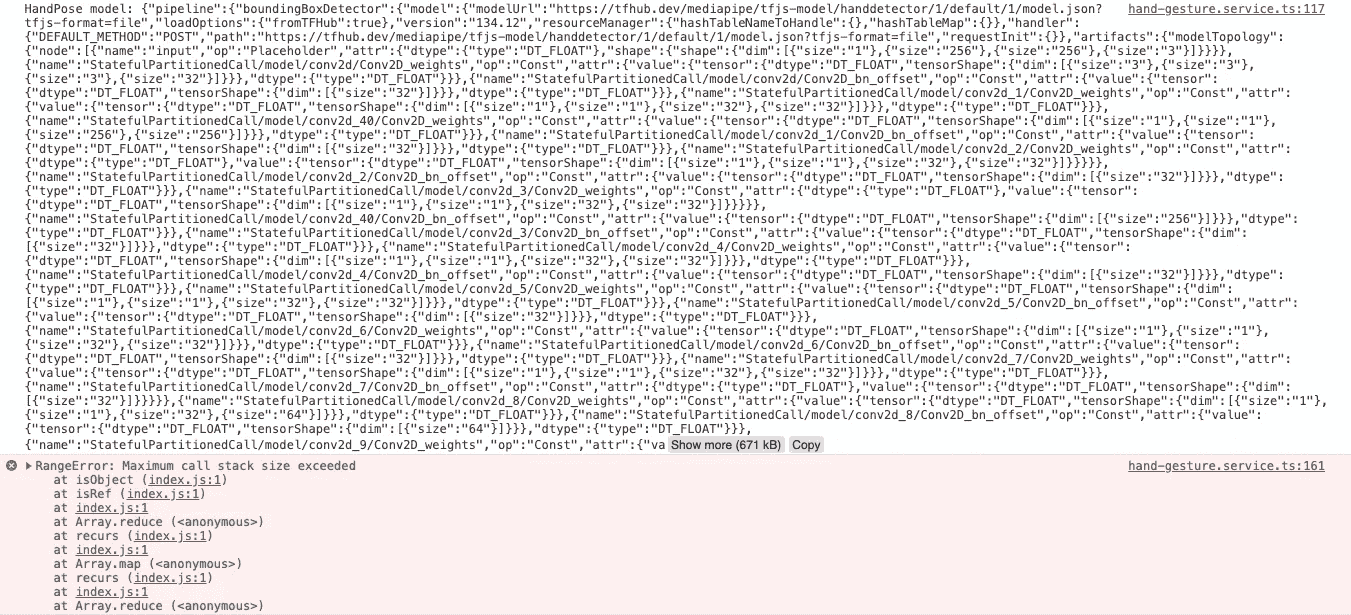 HandPose model: {"pipeline":{"boundingBoxDetector":{"model":{"modelUrl":"https://tfhub.dev/mediapipe/tfjs-model/handdetector/1/default/1/model.json? hand-gesture.service.ts:117
tfjs-format=file","loadOptions":{"fromTFHub":true},"version":"134.12","resourceManager":{"hashTableNameToHandle":{},"hashTableMap":{}},"handler":
{"DEFAULT_METHOD":"POST","path":"https://tfhub.dev/mediapipe/tfjs-model/handdetector/1/default/1/model.json?tfjs-format=file","requestInit":{}},"artifacts":{"modelTopology":
{"node":[{"name":"input","op":"Placeholder","attr":{"dtype":{"type":"DT_FLOAT"},"shape":{"shape":{"dim":[{"size":"1"},{"size":"256"},{"size":"256"},{"size":"3"}]}}}},
{"name":"StatefulPartitionedCall/model/conv2d/Conv2D_weights","op":"Const","attr":{"value":{"tensor":{"dtype":"DT_FLOAT","tensorShape":{"dim":[{"size":"3"},{"size":"3"},
{"size":"3"},{"size":"32"}]}}},"dtype":{"type":"DT_FLOAT"}}},{"name":"StatefulPartitionedCall/model/conv2d/Conv2D_bn_offset","op":"Const","attr":{"value":{"tensor":
{"dtype":"DT_FLOAT","tensorShape":{"dim":[{"size":"32"}]}}},"dtype":{"type":"DT_FLOAT"}}},{"name":"StatefulPartitionedCall/model/conv2d_1/Conv2D_weights","op":"Const","attr":
{"value":{"tensor":{"dtype":"DT_FLOAT","tensorShape":{"dim":[{"size":"1"},{"size":"1"},{"size":"32"},{"size":"32"}]}}},"dtype":{"type":"DT_FLOAT"}}},
{"name":"StatefulPartitionedCall/model/conv2d_40/Conv2D_weights","op":"Const","attr":{"value":{"tensor":{"dtype":"DT_FLOAT","tensorShape":{"dim":[{"size":"1"},{"size":"1"},
{"size":"256"},{"size":"256"}]}}},"dtype":{"type":"DT_FLOAT"}}},{"name":"StatefulPartitionedCall/model/conv2d_1/Conv2D_bn_offset","op":"Const","attr":{"value":{"tensor":
{"dtype":"DT_FLOAT","tensorShape":{"dim":[{"size":"32"}]}}},"dtype":{"type":"DT_FLOAT"}}},{"name":"StatefulPartitionedCall/model/conv2d_2/Conv2D_weights","op":"Const","attr":
{"dtype":{"type":"DT_FLOAT"},"value":{"tensor":{"dtype":"DT_FLOAT","tensorShape":{"dim":[{"size":"1"},{"size":"1"},{"size":"32"},{"size":"32"}]}}}}},
{"name":"StatefulPartitionedCall/model/conv2d_2/Conv2D_bn_offset","op":"Const","attr":{"value":{"tensor":{"dtype":"DT_FLOAT","tensorShape":{"dim":[{"size":"32"}]}}},"dtype":
{"type":"DT_FLOAT"}}},{"name":"StatefulPartitionedCall/model/conv2d_3/Conv2D_weights","op":"Const","attr":{"dtype":{"type":"DT_FLOAT"},"value":{"tensor":
{"dtype":"DT_FLOAT","tensorShape":{"dim":[{"size":"1"},{"size":"1"},{"size":"32"},{"size":"32"}]}}}}},
{"name":"StatefulPartitionedCall/model/conv2d_40/Conv2D_bn_offset","op":"Const","attr":{"value":{"tensor":{"dtype":"DT_FLOAT","tensorShape":{"dim":[{"size":"256"}]}}},"dtype":
{"type":"DT_FLOAT"}}},{"name":"StatefulPartitionedCall/model/conv2d_3/Conv2D_bn_offset","op":"Const","attr":{"value":{"tensor":{"dtype":"DT_FLOAT","tensorShape":{"dim":
[{"size":"32"}]}}},"dtype":{"type":"DT_FLOAT"}}},{"name":"StatefulPartitionedCall/model/conv2d_4/Conv2D_weights","op":"Const","attr":{"value":{"tensor":
{"dtype":"DT_FLOAT","tensorShape":{"dim":[{"size":"1"},{"size":"1"},{"size":"32"},{"size":"32"}]}}},"dtype":{"type":"DT_FLOAT"}}},
{"name":"StatefulPartitionedCall/model/conv2d_4/Conv2D_bn_offset","op":"Const","attr":{"value":{"tensor":{"dtype":"DT_FLOAT","tensorShape":{"dim":[{"size":"32"}]}}},"dtype":
{"type":"DT_FLOAT"}}},{"name":"StatefulPartitionedCall/model/conv2d_5/Conv2D_weights","op":"Const","attr":{"value":{"tensor":{"dtype":"DT_FLOAT","tensorShape":{"dim":
[{"size":"1"},{"size":"1"},{"size":"32"},{"size":"32"}]}}},"dtype":{"type":"DT_FLOAT"}}},{"name":"StatefulPartitionedCall/model/conv2d_5/Conv2D_bn_offset","op":"Const","attr":
{"value":{"tensor":{"dtype":"DT_FLOAT","tensorShape":{"dim":[{"size":"32"}]}}},"dtype":{"type":"DT_FLOAT"}}},
{"name":"StatefulPartitionedCall/model/conv2d_6/Conv2D_weights","op":"Const","attr":{"value":{"tensor":{"dtype":"DT_FLOAT","tensorShape":{"dim":[{"size":"1"},{"size":"1"},
{"size":"32"},{"size":"32"}]}}},"dtype":{"type":"DT_FLOAT"}}},{"name":"StatefulPartitionedCall/model/conv2d_6/Conv2D_bn_offset","op":"Const","attr":{"value":{"tensor":
{"dtype":"DT_FLOAT","tensorShape":{"dim":[{"size":"32"}]}}},"dtype":{"type":"DT_FLOAT"}}},{"name":"StatefulPartitionedCall/model/conv2d_7/Conv2D_weights","op":"Const","attr":
{"value":{"tensor":{"dtype":"DT_FLOAT","tensorShape":{"dim":[{"size":"1"},{"size":"1"},{"size":"32"},{"size":"32"}]}}},"dtype":{"type":"DT_FLOAT"}}},
{"name":"StatefulPartitionedCall/model/conv2d_7/Conv2D_bn_offset","op":"Const","attr":{"dtype":{"type":"DT_FLOAT"},"value":{"tensor":{"dtype":"DT_FLOAT","tensorShape":{"dim":
[{"size":"32"}]}}}}},{"name":"StatefulPartitionedCall/model/conv2d_8/Conv2D_weights","op":"Const","attr":{"value":{"tensor":{"dtype":"DT_FLOAT","tensorShape":{"dim":[{"size":"1"},
{"size":"1"},{"size":"32"},{"size":"64"}]}}},"dtype":{"type":"DT_FLOAT"}}},{"name":"StatefulPartitionedCall/model/conv2d_8/Conv2D_bn_offset","op":"Const","attr":{"value":
{"tensor":{"dtype":"DT_FLOAT","tensorShape":{"dim":[{"size":"64"}]}}},"dtype":{"type":"DT_FLOAT"}}},
{"name":"StatefulPartitionedCall/model/conv2d_9/Conv2D_weights","op":"Const","attr":{"va Show more (671 kB) Copy
RangeError: Maximum call stack size exceeded hand-gesture.service.ts:161
at isObject (index.js:1)
at isRef (index.js:1)
at index.js:1
at Array.reduce (<anonymous>)
at recurs (index.js:1)
at index.js:1
at Array.map (<anonymous>)
at recurs (index.js:1)
at index.js:1
at Array.reduce (<anonymous>)